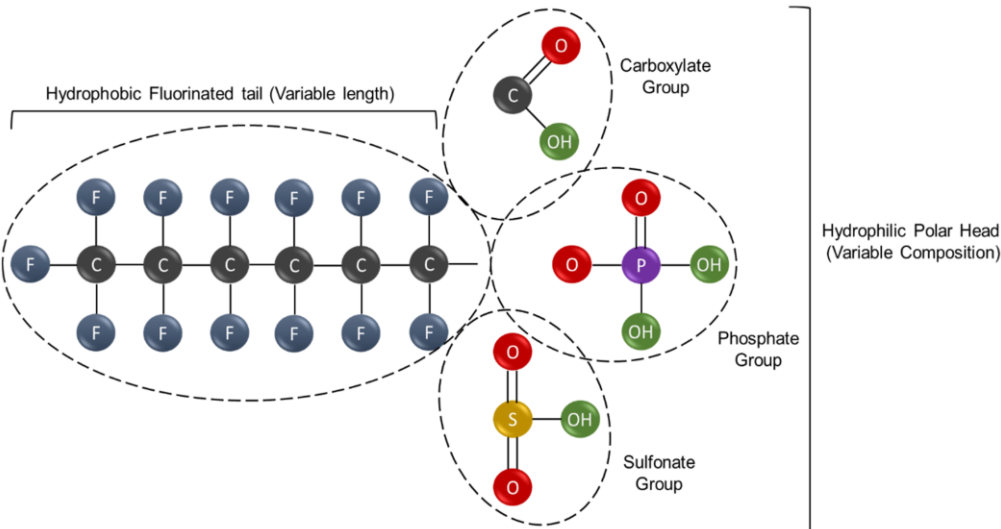 O
Carboxylate
Group
C
Hydrophobic Fluorinated tail (Variable length)
OH
F F F F F F
O
Hydrophilic Polar Head
(Variable Composition)
F C C C C C C
O P OH
F F F F F F
OH
Phosphate
Group
O
S OH
Sulfonate
Group
O